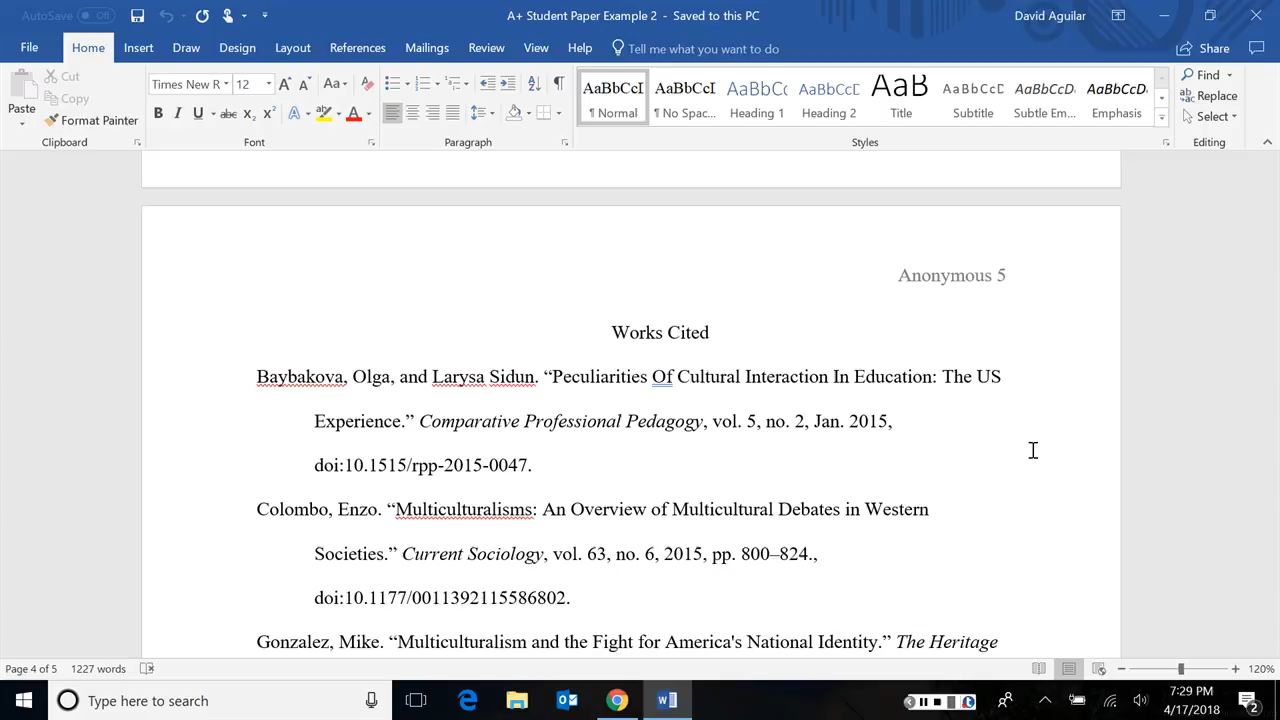 AutoSave Off
A+ Student Paper Example 2 - Saved to this PC
David Aguilar
File Home Insert Draw Design Layout References Mailings Review View Help Tell me what you want to do Share
Paste
Cut
Copy
Format Painter
Clipboard
Times New R 12 Aa
B I U abc X₂ X² A A
Font
Paragraph
AaBbCcI AaBbCcI AaBbCc AaBbCcD AaB AaBbCcD AaBbCcD AaBbCcD
¶ Normal ¶ No Spac... Heading 1 Heading 2 Title Subtitle Subtle Em... Emphasis
Styles
Find
Replace
Select
Editing
Anonymous 5
Works Cited
Baybakova, Olga, and Larysa Sidun. “Peculiarities Of Cultural Interaction In Education: The US
Experience.” Comparative Professional Pedagogy, vol. 5, no. 2, Jan. 2015,
doi:10.1515/rpp-2015-0047.
Colombo, Enzo. “Multiculturalisms: An Overview of Multicultural Debates in Western
Societies.” Current Sociology, vol. 63, no. 6, 2015, pp. 800–824.,
doi:10.1177/0011392115586802.
Gonzalez, Mike. “Multiculturalism and the Fight for America's National Identity.” The Heritage
Page 4 of 5 1227 words
120%
Type here to search
7:29 PM
4/17/2018
2